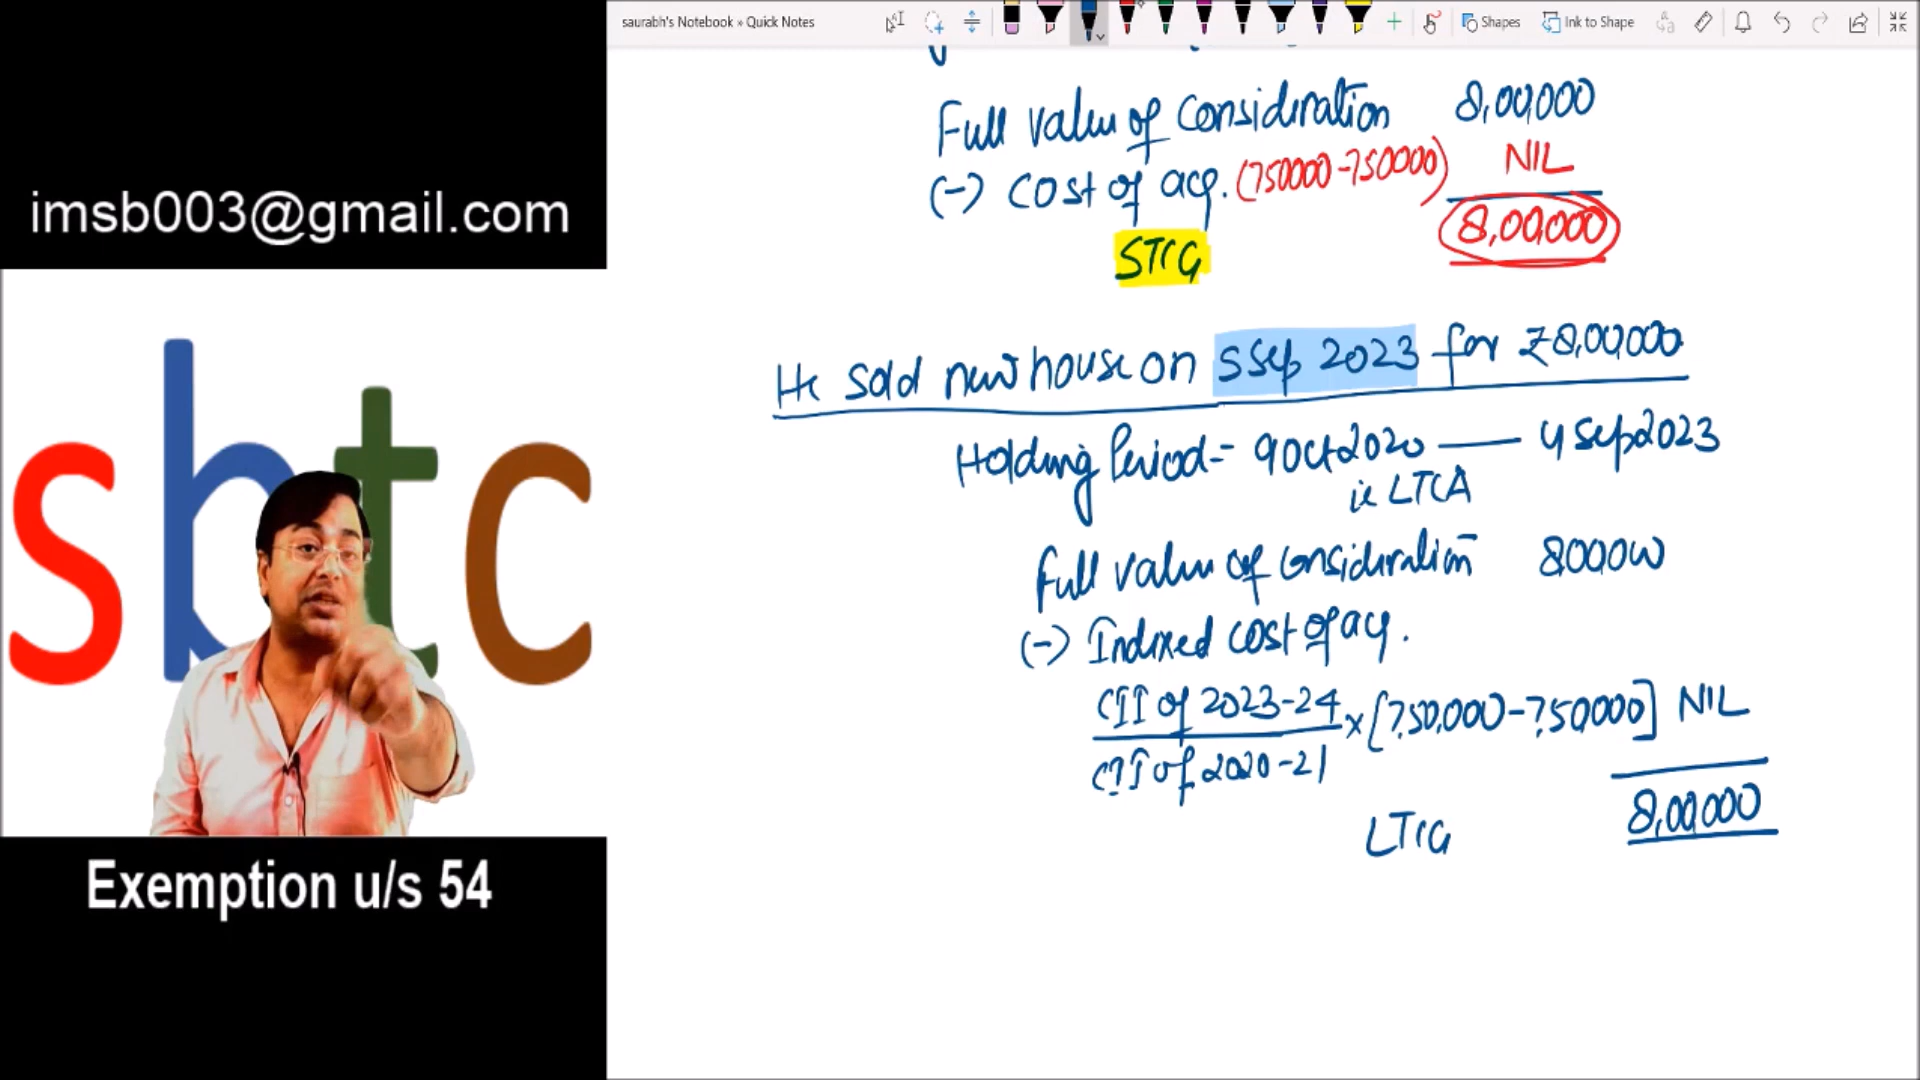 saurabh's Notebook » Quick Notes
Shapes
Ink to Shape
imsb003@gmail.com
sbtc
Exemption u/s 54
Full value of consideration 8,00,000
(-) Cost of acq. (750000-750000) NIL
8,00,000
STCG
He sold new house on 5 Sep 2023 for ₹8,00,000
Holding Period:- 9 Oct 2020 — 4 Sep 2023
ie LTCA
Full value of consideration 800000
(-) Indexed cost of acq.
CII of 2023-24 × [7,50,000-7,50,000] NIL
CII of 2020-21
8,00,000
LTCG